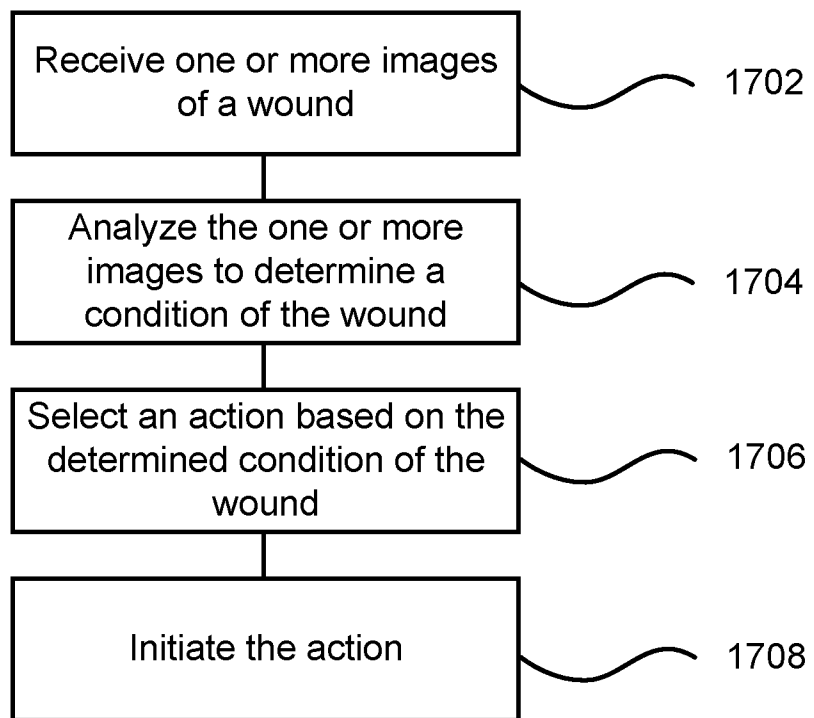 Receive one or more images
of a wound
1702
Analyze the one or more
images to determine a
condition of the wound
1704
Select an action based on the
determined condition of the
wound
1706
Initiate the action
1708